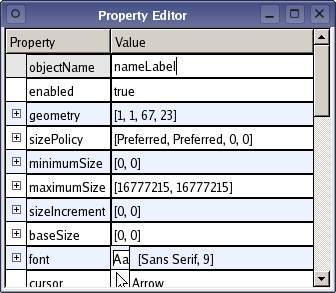 Property Editor
Property Value
objectName nameLabel
enabled true
geometry [1, 1, 67, 23]
sizePolicy [Preferred, Preferred, 0, 0]
minimumSize [0, 0]
maximumSize [16777215, 16777215]
sizeIncrement [0, 0]
baseSize [0, 0]
font Aa [Sans Serif, 9]
cursor Arrow